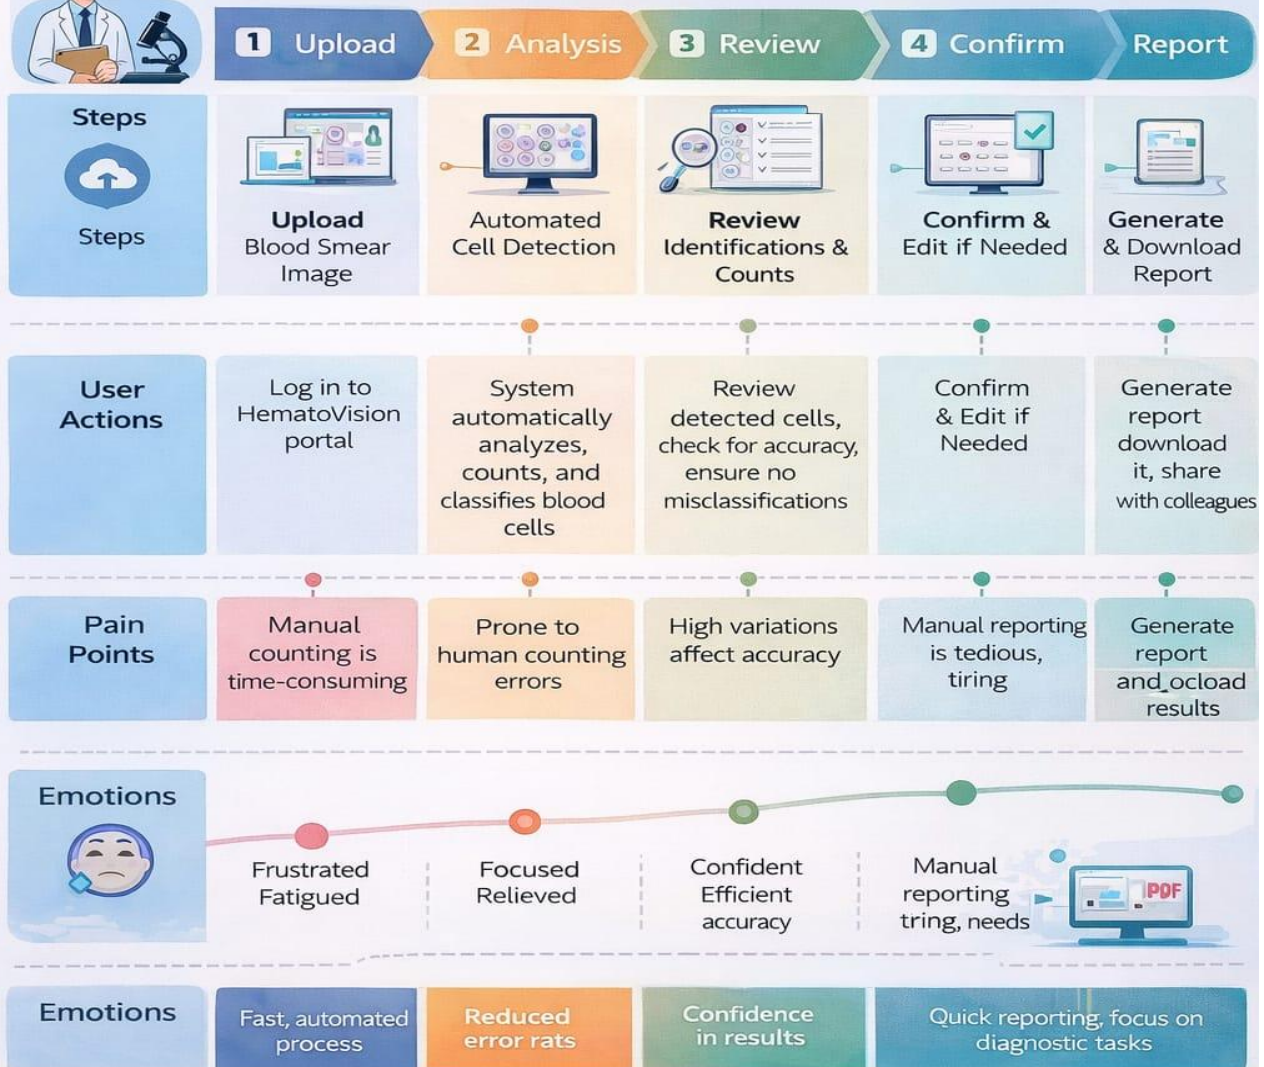 1 Upload
2 Analysis
3 Review
4 Confirm
Report
Steps
Steps
Upload
Blood Smear
Image
Automated
Cell Detection
Review
Identifications &
Counts
Confirm &
Edit if Needed
Generate
& Download
Report
User
Actions
Log in to
HematoVision
portal
System
automatically
analyzes,
counts, and
classifies blood
cells
Review
detected cells,
check for accuracy,
ensure no
misclassifications
Confirm
& Edit if
Needed
Generate
report
download
it, share
with colleagues
Pain
Points
Manual
counting is
time-consuming
Prone to
human counting
errors
High variations
affect accuracy
Manual reporting
is tedious,
tiring
Generate
report
and ocload
results
Emotions
Frustrated
Fatigued
Focused
Relieved
Confident
Efficient
accuracy
Manual
reporting
tring, needs
PDF
Emotions
Fast, automated
process
Reduced
error rats
Confidence
in results
Quick reporting, focus on
diagnostic tasks